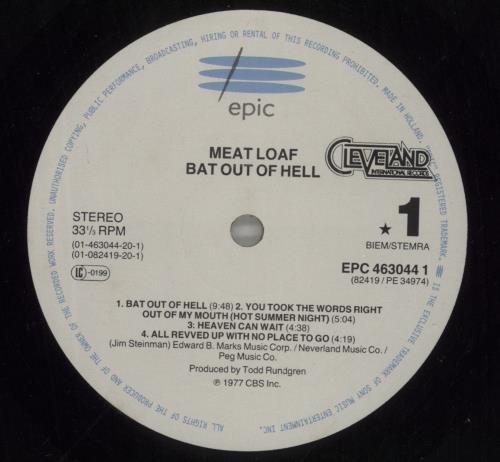 epic
MEAT LOAF
BAT OUT OF HELL
CLEVELAND
INTERNATIONAL RECORDS
STEREO
33⅓ RPM
(01-463044-20-1)
(01-082419-20-1)
LC-0199
★ 1
BIEM/STEMRA
EPC 463044 1
(82419 / PE 34974)
1. BAT OUT OF HELL (9:48) 2. YOU TOOK THE WORDS RIGHT
OUT OF MY MOUTH (HOT SUMMER NIGHT) (5:04)
3: HEAVEN CAN WAIT (4:38)
4. ALL REVVED UP WITH NO PLACE TO GO (4:19)
(Jim Steinman) Edward B. Marks Music Corp. / Neverland Music Co. /
Peg Music Co.
Produced by Todd Rundgren
℗ 1977 CBS Inc.
ALL RIGHTS OF THE PRODUCER AND OF THE OWNER OF THE RECORDED WORK RESERVED. UNAUTHORISED COPYING, PUBLIC PERFORMANCE, BROADCASTING, HIRING OR RENTAL OF THIS RECORDING PROHIBITED. MADE IN HOLLAND. "EPIC" REGISTERED TRADEMARK. IS THE EXCLUSIVE TRADEMARK OF SONY MUSIC ENTERTAINMENT INC.